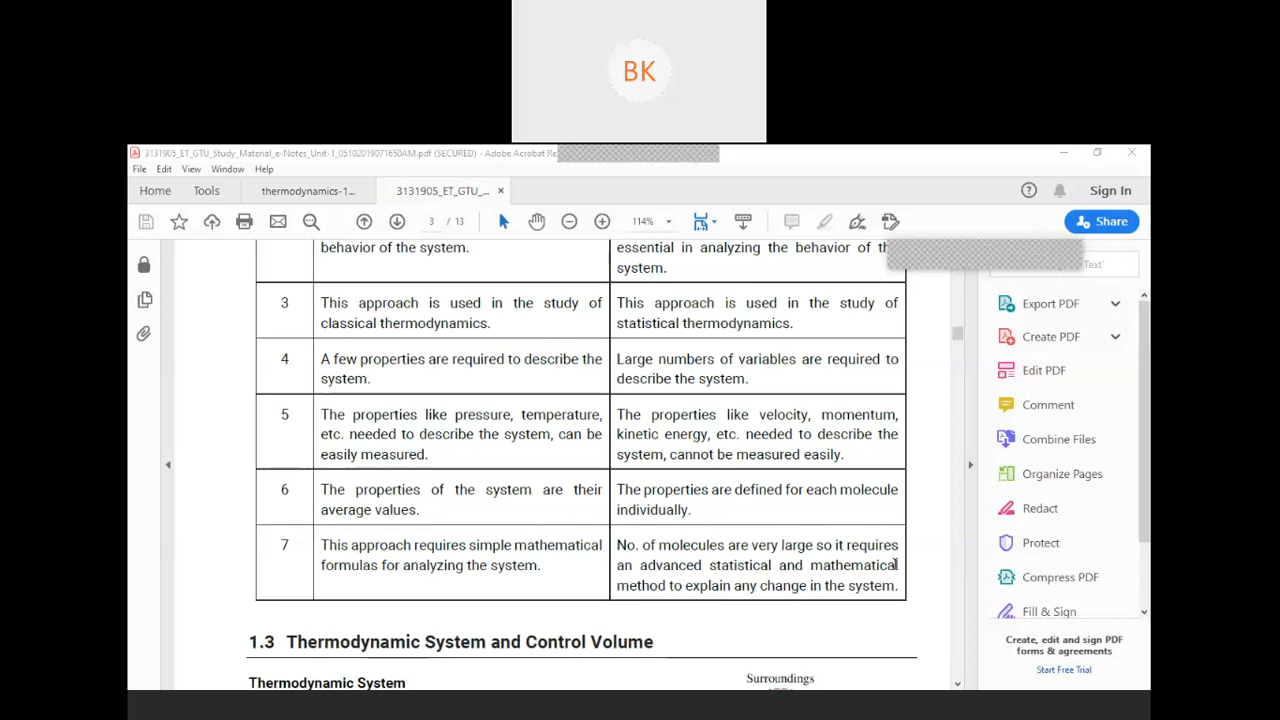 BK
3131905_ET_GTU_Study_Material_e-Notes_Unit-1_05102019071650AM.pdf (SECURED) - Adobe Acrobat Re
File Edit View Window Help
Home Tools thermodynamics-1... 3131905_ET_GTU_... × Sign In
3 / 13 114% Share
behavior of the system. essential in analyzing the behavior of
system.
Text'
3 This approach is used in the study of This approach is used in the study of
classical thermodynamics. statistical thermodynamics.
4 A few properties are required to describe the Large numbers of variables are required to
system. describe the system.
5 The properties like pressure, temperature, The properties like velocity, momentum,
etc. needed to describe the system, can be kinetic energy, etc. needed to describe the
easily measured. system, cannot be measured easily.
6 The properties of the system are their The properties are defined for each molecule
average values. individually.
7 This approach requires simple mathematical No. of molecules are very large so it requires
formulas for analyzing the system. an advanced statistical and mathematical
method to explain any change in the system.
1.3 Thermodynamic System and Control Volume
Thermodynamic System Surroundings
Export PDF
Create PDF
Edit PDF
Comment
Combine Files
Organize Pages
Redact
Protect
Compress PDF
Fill & Sign
Create, edit and sign PDF
forms & agreements
Start Free Trial